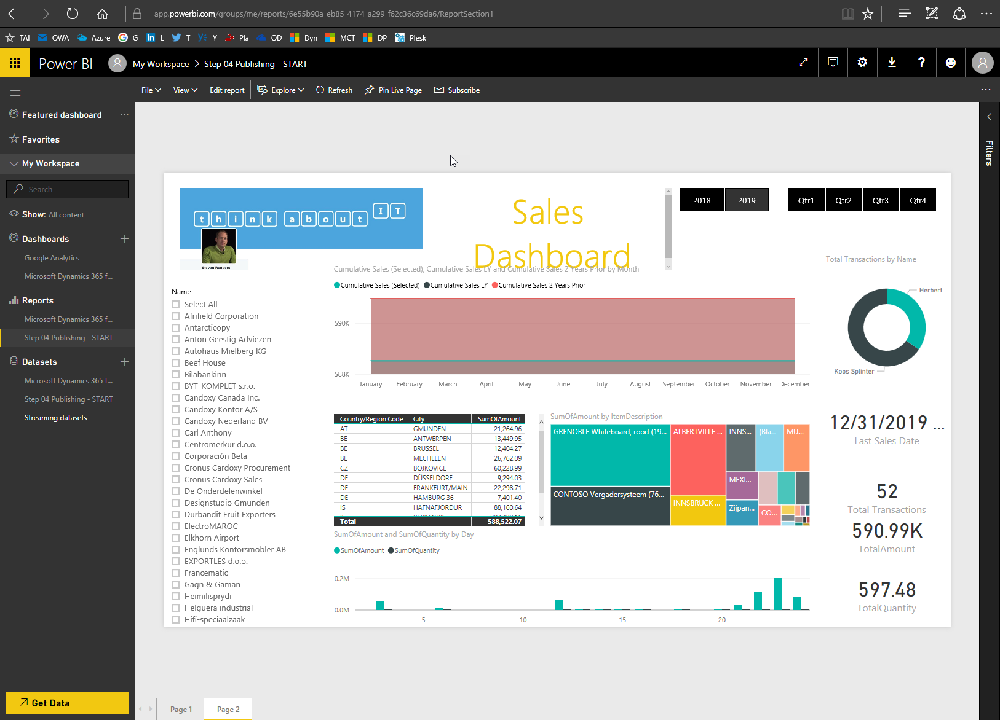 app.powerbi.com/groups/me/reports/6e55b90a-eb85-4174-a299-f62c36c69da6/ReportSection1
TAI OWA Azure G L T Y Pla OD Dyn MCT DP Plesk
Power BI My Workspace > Step 04 Publishing - START
File View Edit report Explore Refresh Pin Live Page Subscribe
Featured dashboard
Favorites
My Workspace
Search
Show: All content
Dashboards
Google Analytics
Microsoft Dynamics 365 f...
Reports
Microsoft Dynamics 365 f...
Step 04 Publishing - START
Datasets
Microsoft Dynamics 365 f...
Step 04 Publishing - START
Streaming datasets
Get Data
Filters
think about IT
Steven Renders
Sales
Dashboard
2018 2019
Qtr1 Qtr2 Qtr3 Qtr4
Name
Select All
Afrifield Corporation
Antarcticopy
Anton Geestig Adviezen
Autohaus Mielberg KG
Beef House
Bilabankinn
BYT-KOMPLET s.r.o.
Candoxy Canada Inc.
Candoxy Kontor A/S
Candoxy Nederland BV
Carl Anthony
Centromerkur d.o.o.
Corporación Beta
Cronus Cardoxy Procurement
Cronus Cardoxy Sales
De Onderdelenwinkel
Designstudio Gmunden
Durbandit Fruit Exporters
ElectroMAROC
Elkhorn Airport
Englunds Kontorsmöbler AB
EXPORTLES d.o.o.
Francematic
Gagn & Gaman
Heimilisprydi
Helguera industrial
Hifi-speciaalzaak
Cumulative Sales (Selected), Cumulative Sales LY and Cumulative Sales 2 Years Prior by Month
Cumulative Sales (Selected) Cumulative Sales LY Cumulative Sales 2 Years Prior
590K
588K
January February March April May June July August September October November December
Total Transactions by Name
Herbert...
Koos Splinter
Country/Region Code City SumOfAmount
AT GMUNDEN 21,264.96
BE ANTWERPEN 13,449.95
BE BRUSSEL 12,404.27
BE MECHELEN 26,762.09
CZ BOJKOVICE 60,228.99
DE DÜSSELDORF 9,294.03
DE FRANKFURT/MAIN 22,298.71
DE HAMBURG 36 7,401.40
IS HAFNAFJORDUR 88,160.64
Total 588,522.07
SumOfAmount by ItemDescription
GRENOBLE Whiteboard, rood (19...
CONTOSO Vergadersysteem (76...
ALBERTVILLE ...
INNSBRUCK ...
INNS...
(Bla...
MÜ...
MEXI...
Zijpan...
CO...
12/31/2019 ...
Last Sales Date
52
Total Transactions
590.99K
TotalAmount
597.48
TotalQuantity
SumOfAmount and SumOfQuantity by Day
SumOfAmount SumOfQuantity
0.2M
0.0M
5 10 15 20
Page 1 Page 2